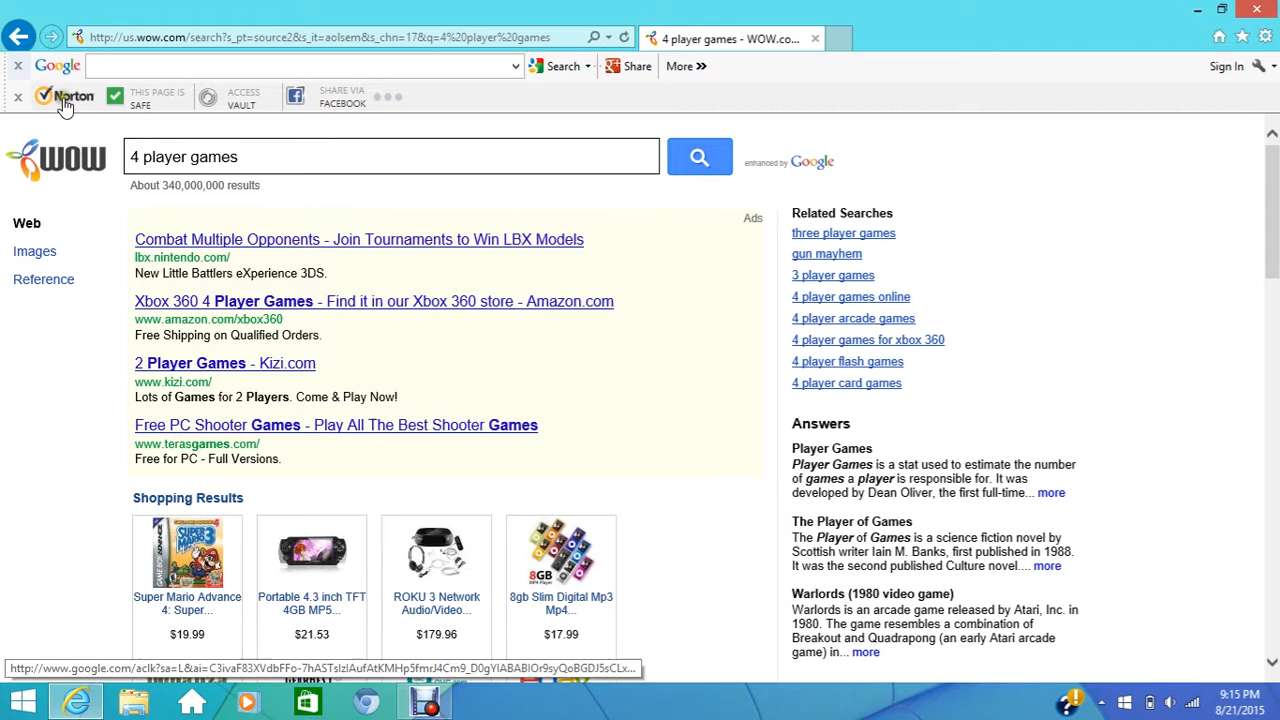 http://us.wow.com/search?s_pt=source2&s_it=aolsem&s_chn=17&q=4%20player%20games
4 player games - WOW.co...
Google
Search
Share
More »
Sign In
Norton
THIS PAGE IS
SAFE
ACCESS
VAULT
SHARE VIA
FACEBOOK
WOW
4 player games
enhanced by Google
About 340,000,000 results
Web
Images
Reference
Ads
Combat Multiple Opponents - Join Tournaments to Win LBX Models
lbx.nintendo.com/
New Little Battlers eXperience 3DS.
Xbox 360 4 Player Games - Find it in our Xbox 360 store - Amazon.com
www.amazon.com/xbox360
Free Shipping on Qualified Orders.
2 Player Games - Kizi.com
www.kizi.com/
Lots of Games for 2 Players. Come & Play Now!
Free PC Shooter Games - Play All The Best Shooter Games
www.terasgames.com/
Free for PC - Full Versions.
Shopping Results
Super Mario Advance
4: Super...
$19.99
Portable 4.3 inch TFT
4GB MP5...
$21.53
ROKU 3 Network
Audio/Video...
$179.96
8GB
8gb Slim Digital Mp3
Mp4...
$17.99
Related Searches
three player games
gun mayhem
3 player games
4 player games online
4 player arcade games
4 player games for xbox 360
4 player flash games
4 player card games
Answers
Player Games
Player Games is a stat used to estimate the number
of games a player is responsible for. It was
developed by Dean Oliver, the first full-time... more
The Player of Games
The Player of Games is a science fiction novel by
Scottish writer Iain M. Banks, first published in 1988.
It was the second published Culture novel.... more
Warlords (1980 video game)
Warlords is an arcade game released by Atari, Inc. in
1980. The game resembles a combination of
Breakout and Quadrapong (an early Atari arcade
game) in... more
9:15 PM
8/21/2015